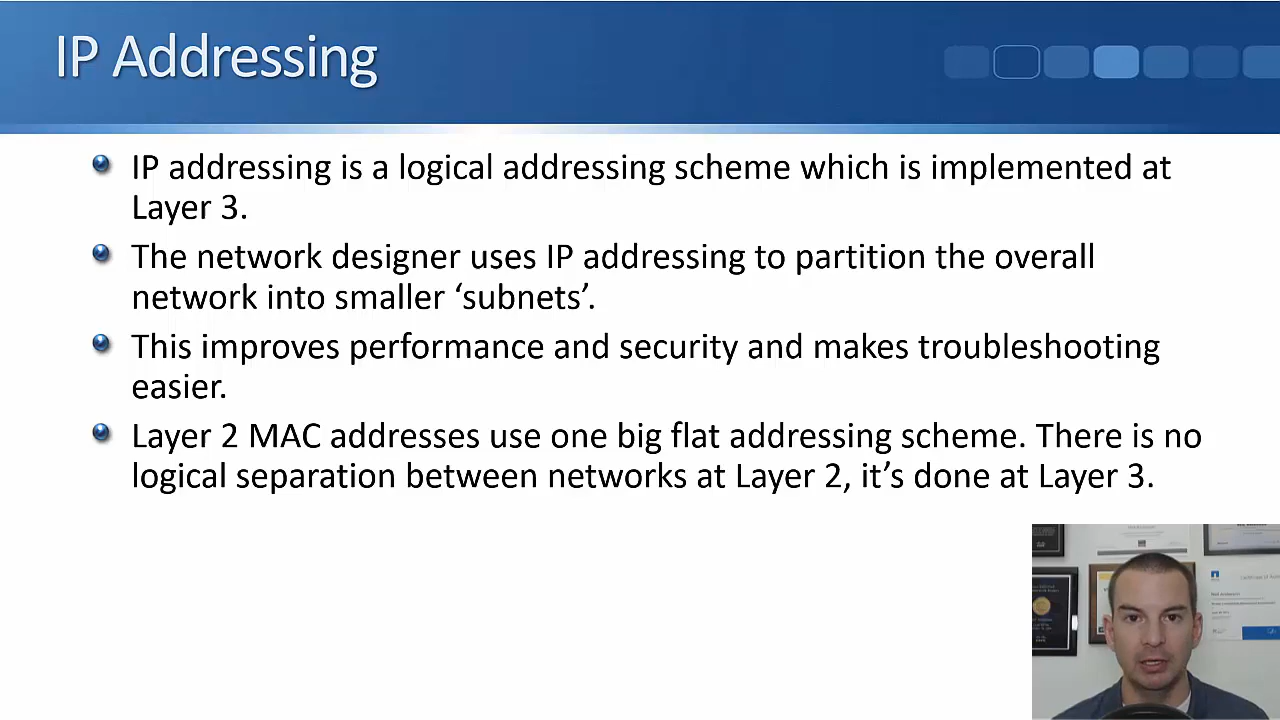 IP Addressing
IP addressing is a logical addressing scheme which is implemented at
Layer 3.
The network designer uses IP addressing to partition the overall
network into smaller ‘subnets’.
This improves performance and security and makes troubleshooting
easier.
Layer 2 MAC addresses use one big flat addressing scheme. There is no
logical separation between networks at Layer 2, it’s done at Layer 3.